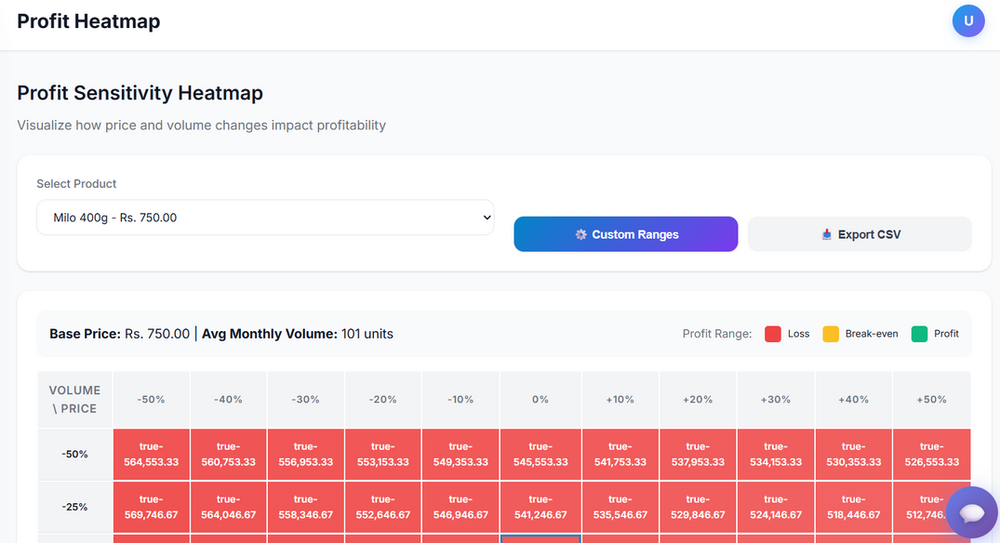 Profit Heatmap
U
Profit Sensitivity Heatmap
Visualize how price and volume changes impact profitability
Select Product
Milo 400g - Rs. 750.00
Custom Ranges
Export CSV
Base Price: Rs. 750.00 | Avg Monthly Volume: 101 units
Profit Range: Loss Break-even Profit
VOLUME \ PRICE -50% -40% -30% -20% -10% 0% +10% +20% +30% +40% +50%
-50% true-564,553.33 true-560,753.33 true-556,953.33 true-553,153.33 true-549,353.33 true-545,553.33 true-541,753.33 true-537,953.33 true-534,153.33 true-530,353.33 true-526,553.33
-25% true-569,746.67 true-564,046.67 true-558,346.67 true-552,646.67 true-546,946.67 true-541,246.67 true-535,546.67 true-529,846.67 true-524,146.67 true-518,446.67 true-512,746.